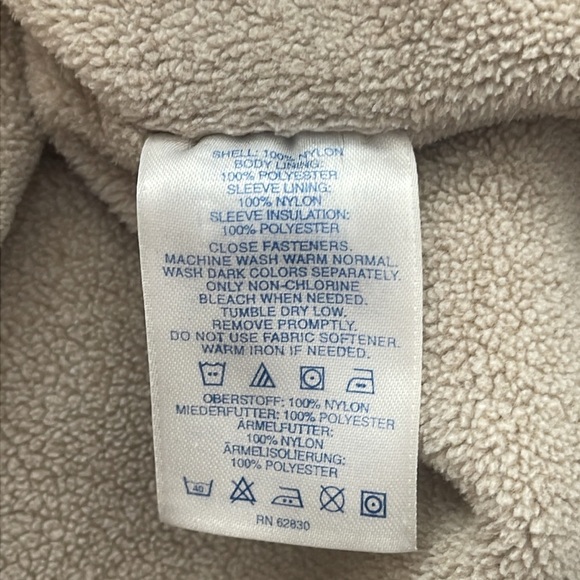 SHELL: 100% NYLON
BODY LINING:
100% POLYESTER
SLEEVE LINING:
100% NYLON
SLEEVE INSULATION:
100% POLYESTER
CLOSE FASTENERS.
MACHINE WASH WARM NORMAL.
WASH DARK COLORS SEPARATELY.
ONLY NON-CHLORINE
BLEACH WHEN NEEDED.
TUMBLE DRY LOW.
REMOVE PROMPTLY.
DO NOT USE FABRIC SOFTENER.
WARM IRON IF NEEDED.
OBERSTOFF: 100% NYLON
MIEDERFUTTER: 100% POLYESTER
ÄRMELFUTTER:
100% NYLON
ÄRMELISOLIERUNG:
100% POLYESTER
40
RN 62830